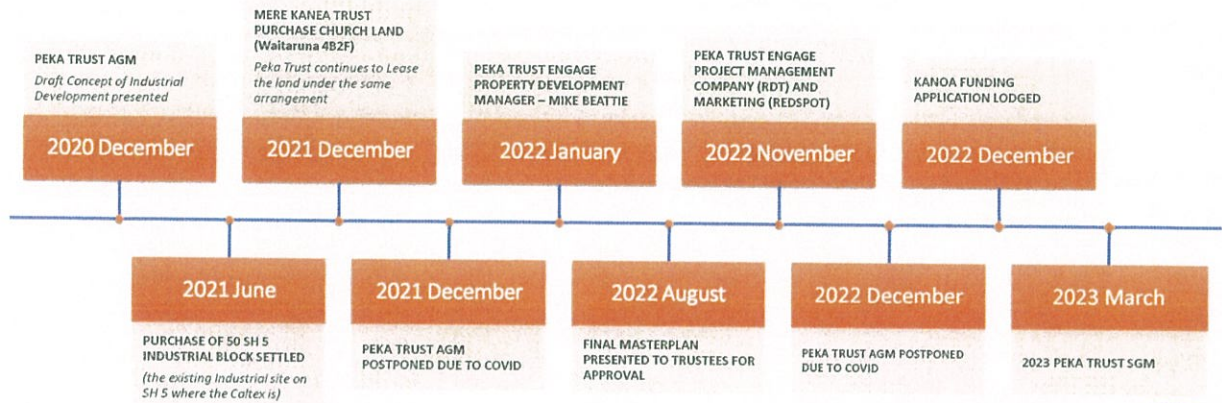 PEKA TRUST AGM
Draft Concept of Industrial
Development presented
2020 December
2021 June
PURCHASE OF 50 SH 5
INDUSTRIAL BLOCK SETTLED
(the existing Industrial site on
SH 5 where the Caltex is)
MERE KANEA TRUST
PURCHASE CHURCH LAND
(Waitaruna 4B2F)
Peka Trust continues to Lease
the land under the same
arrangement
2021 December
2021 December
PEKA TRUST AGM
POSTPONED DUE TO COVID
PEKA TRUST ENGAGE
PROPERTY DEVELOPMENT
MANAGER – MIKE BEATTIE
2022 January
2022 August
FINAL MASTERPLAN
PRESENTED TO TRUSTEES FOR
APPROVAL
PEKA TRUST ENGAGE
PROJECT MANAGEMENT
COMPANY (RDT) AND
MARKETING (REDSPOT)
2022 November
2022 December
PEKA TRUST AGM POSTPONED
DUE TO COVID
KANOA FUNDING
APPLICATION LODGED
2022 December
2023 March
2023 PEKA TRUST SGM